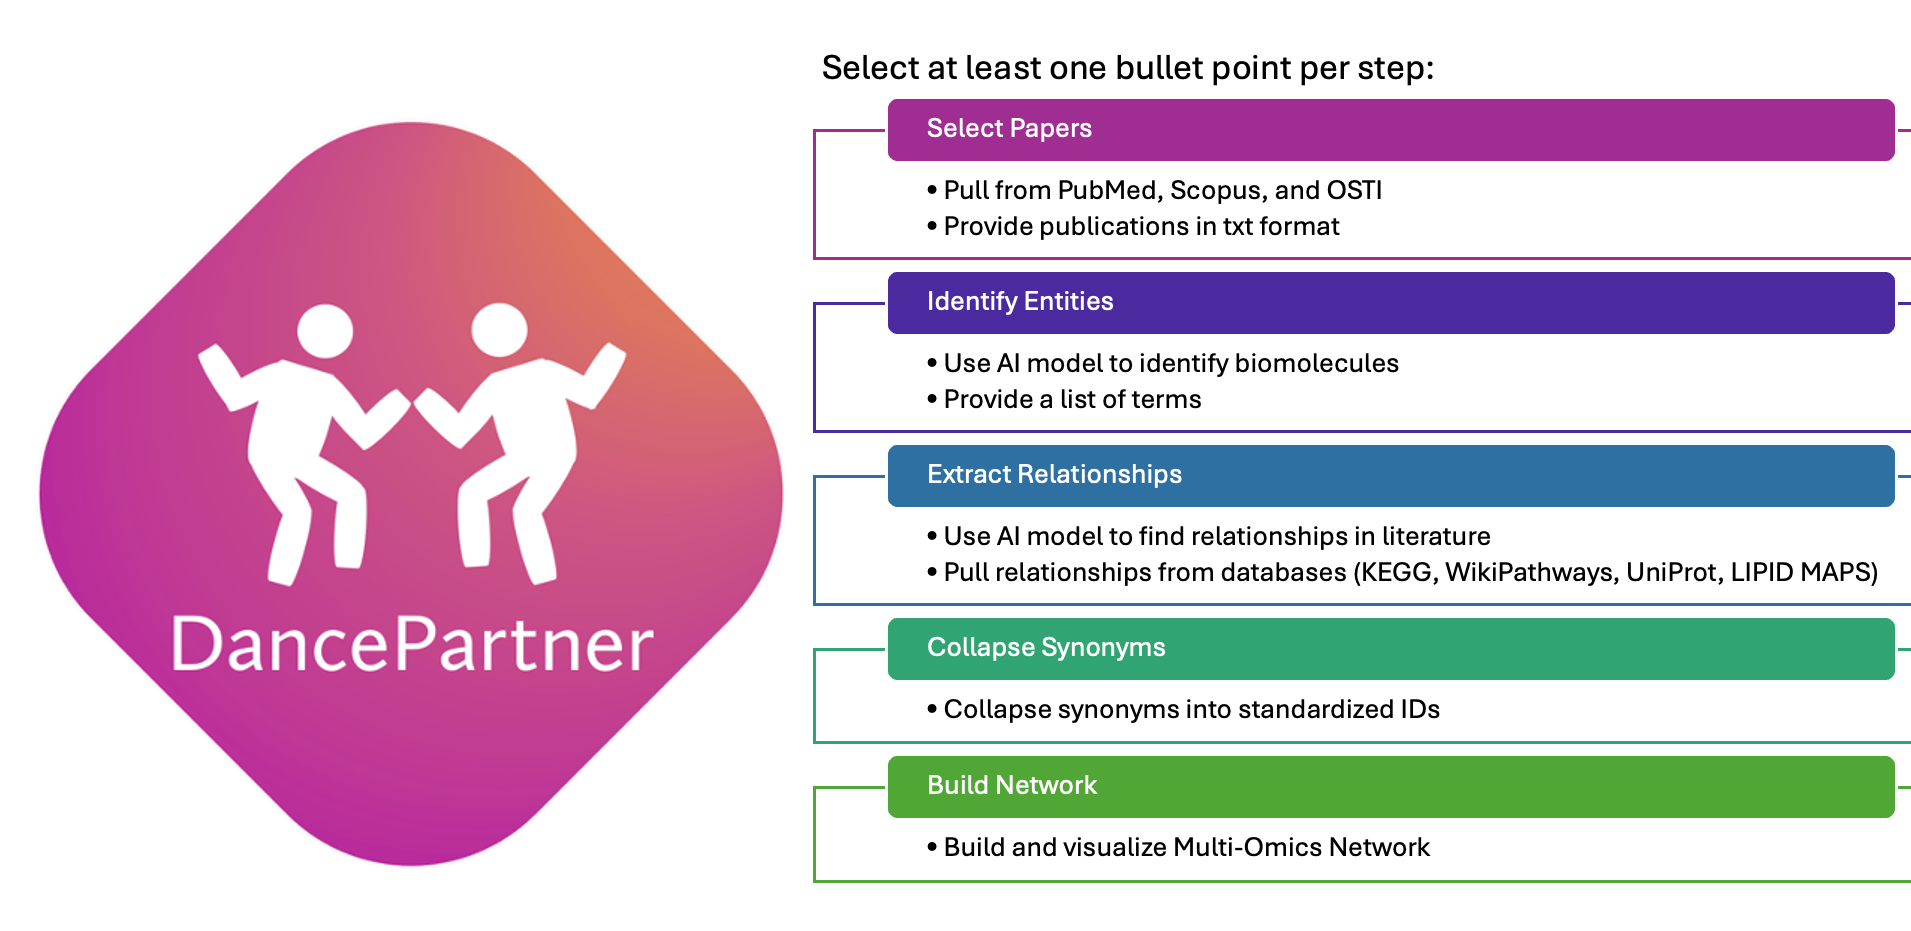 DancePartner
Select at least one bullet point per step:
Select Papers
• Pull from PubMed, Scopus, and OSTI
• Provide publications in txt format
Identify Entities
• Use AI model to identify biomolecules
• Provide a list of terms
Extract Relationships
• Use AI model to find relationships in literature
• Pull relationships from databases (KEGG, WikiPathways, UniProt, LIPID MAPS)
Collapse Synonyms
• Collapse synonyms into standardized IDs
Build Network
• Build and visualize Multi-Omics Network